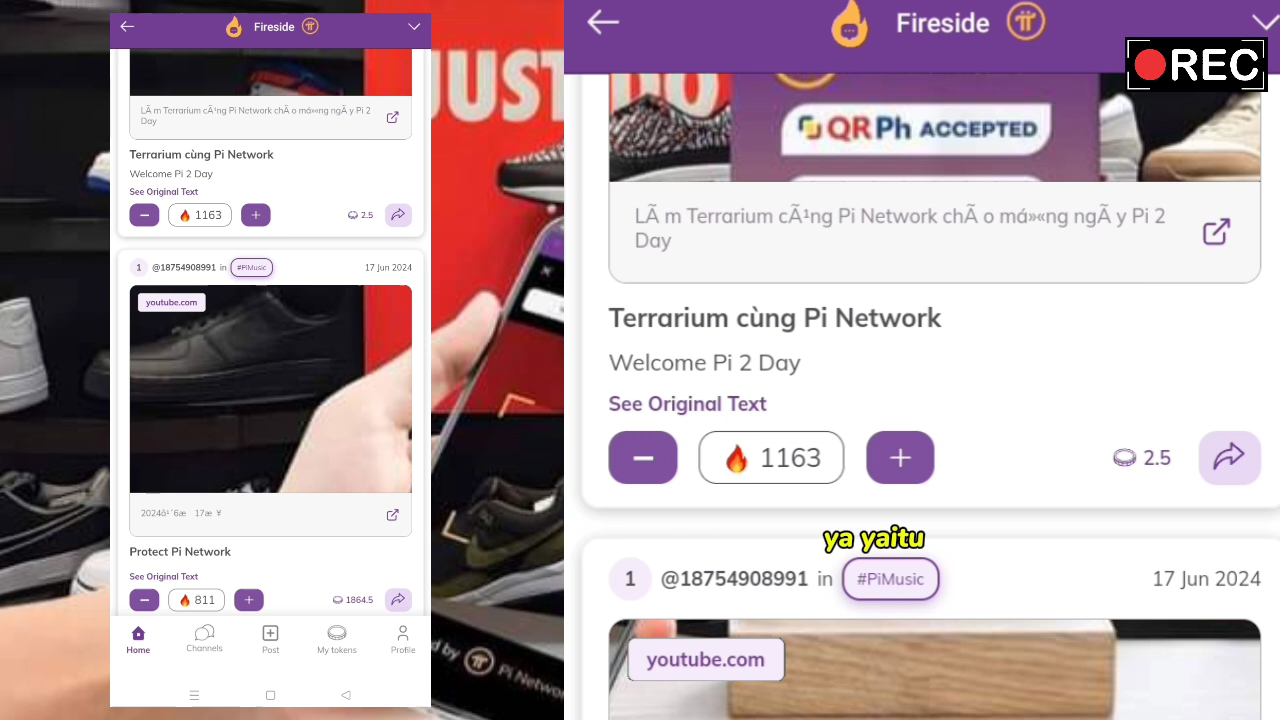 Fireside
LÃ m Terrarium cÃ¹ng Pi Network chÃ o má»«ng ngÃ y Pi 2
Day
Terrarium cùng Pi Network
Welcome Pi 2 Day
See Original Text
1163
2.5
1 @18754908991 in #PiMusic 17 Jun 2024
youtube.com
Protect Pi Network
See Original Text
811
1864.5
Home
Channels
Post
My tokens
Profile
JUST
Fireside
REC
QR Ph ACCEPTED
LÃ m Terrarium cÃ¹ng Pi Network chÃ o má»«ng ngÃ y Pi 2
Day
Terrarium cùng Pi Network
Welcome Pi 2 Day
See Original Text
1163
2.5
ya yaitu
1 @18754908991 in #PiMusic 17 Jun 2024
youtube.com